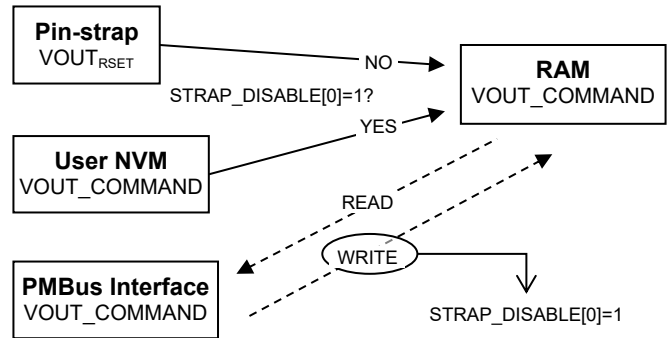 Pin-strap
VOUTRSET
NO
RAM
VOUT_COMMAND
STRAP_DISABLE[0]=1?
YES
User NVM
VOUT_COMMAND
READ
WRITE
PMBus Interface
VOUT_COMMAND
STRAP_DISABLE[0]=1